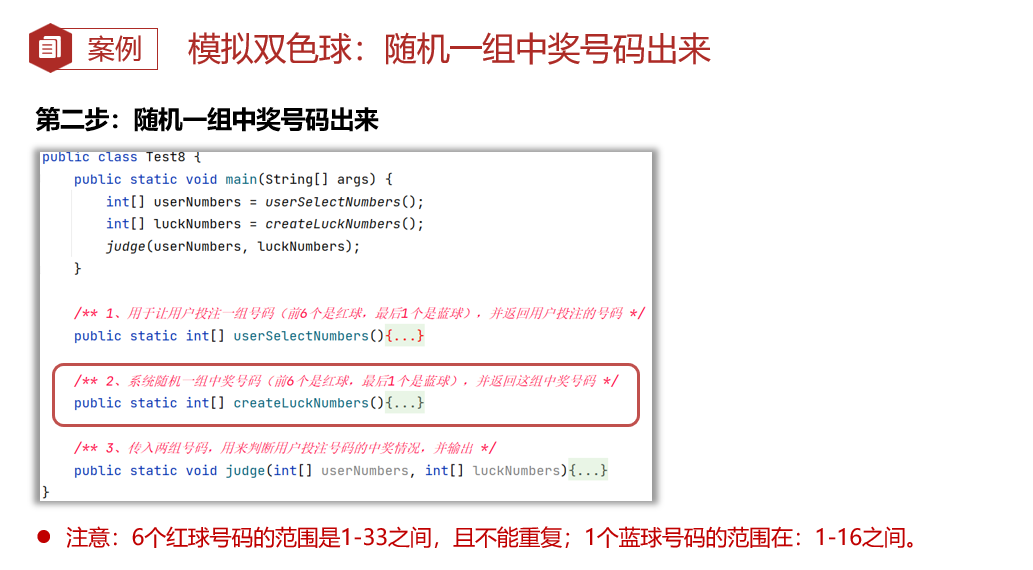 案例
模拟双色球：随机一组中奖号码出来
第二步：随机一组中奖号码出来
public class Test8 {
    public static void main(String[] args) {
        int[] userNumbers = userSelectNumbers();
        int[] luckNumbers = createLuckNumbers();
        judge(userNumbers, luckNumbers);
    }
    /** 1、用于让用户投注一组号码（前6个是红球，最后1个是蓝球），并返回用户投注的号码 */
    public static int[] userSelectNumbers(){...}
    /** 2、系统随机一组中奖号码（前6个是红球，最后1个是蓝球），并返回这组中奖号码 */
    public static int[] createLuckNumbers(){...}
    /** 3、传入两组号码，用来判断用户投注号码的中奖情况，并输出 */
    public static void judge(int[] userNumbers, int[] luckNumbers){...}
}
● 注意：6个红球号码的范围是1-33之间，且不能重复；1个蓝球号码的范围在：1-16之间。